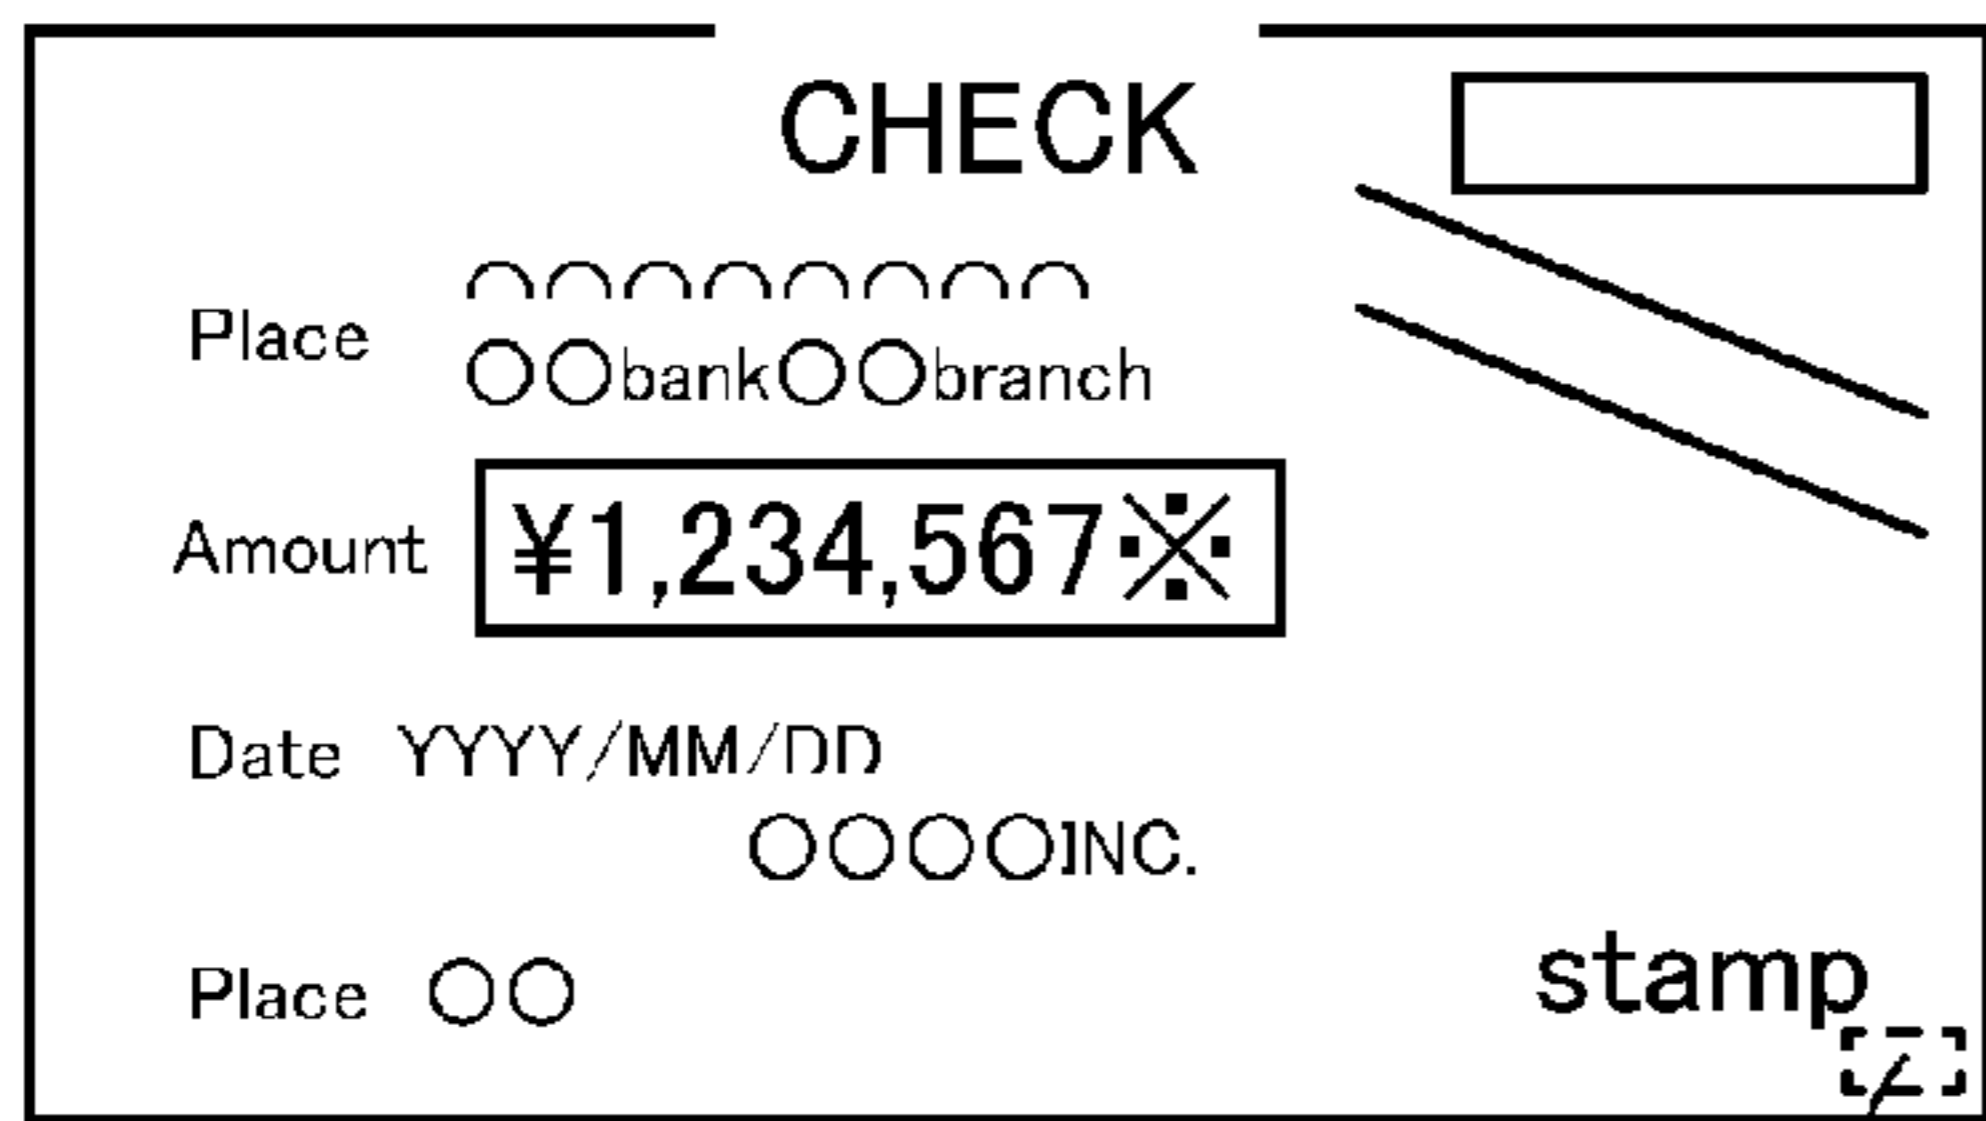 CHECK
Place
○○bank○○branch
Amount ¥1,234,567※
Date YYYY/MM/DD
○○○○INC.
Place ○○
stamp